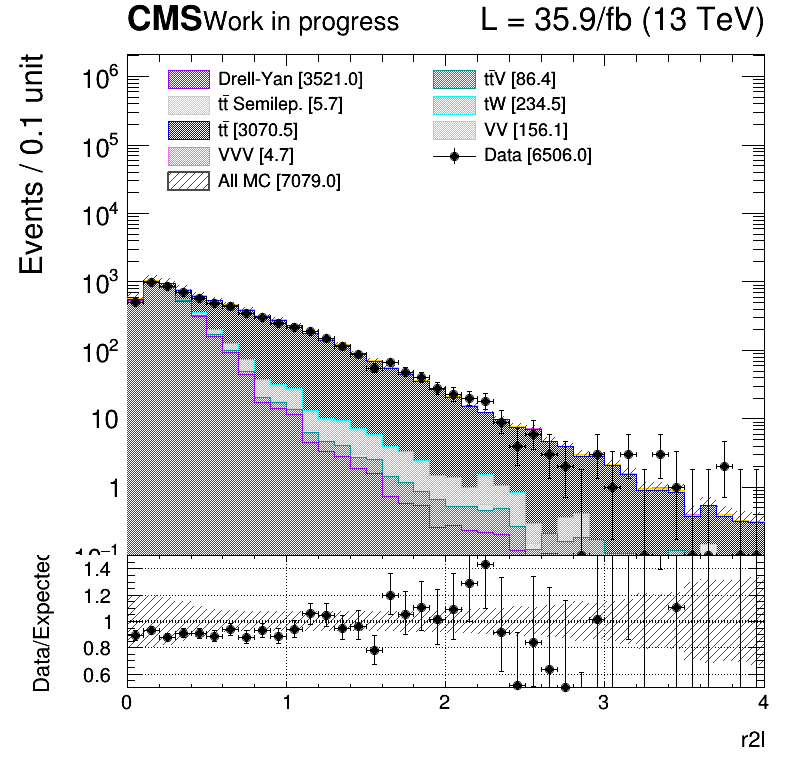 CMS Work in progress L = 35.9/fb (13 TeV)
Events / 0.1 unit
Drell-Yan [3521.0]
tt̄ Semilep. [5.7]
tt̄ [3070.5]
VVV [4.7]
All MC [7079.0]
tt̄V [86.4]
tW [234.5]
VV [156.1]
Data [6506.0]
10⁶
10⁵
10⁴
10³
10²
10
1
10⁻¹
Data/Expected
1.4
1.2
1
0.8
0.6
0 1 2 3 4
r2l